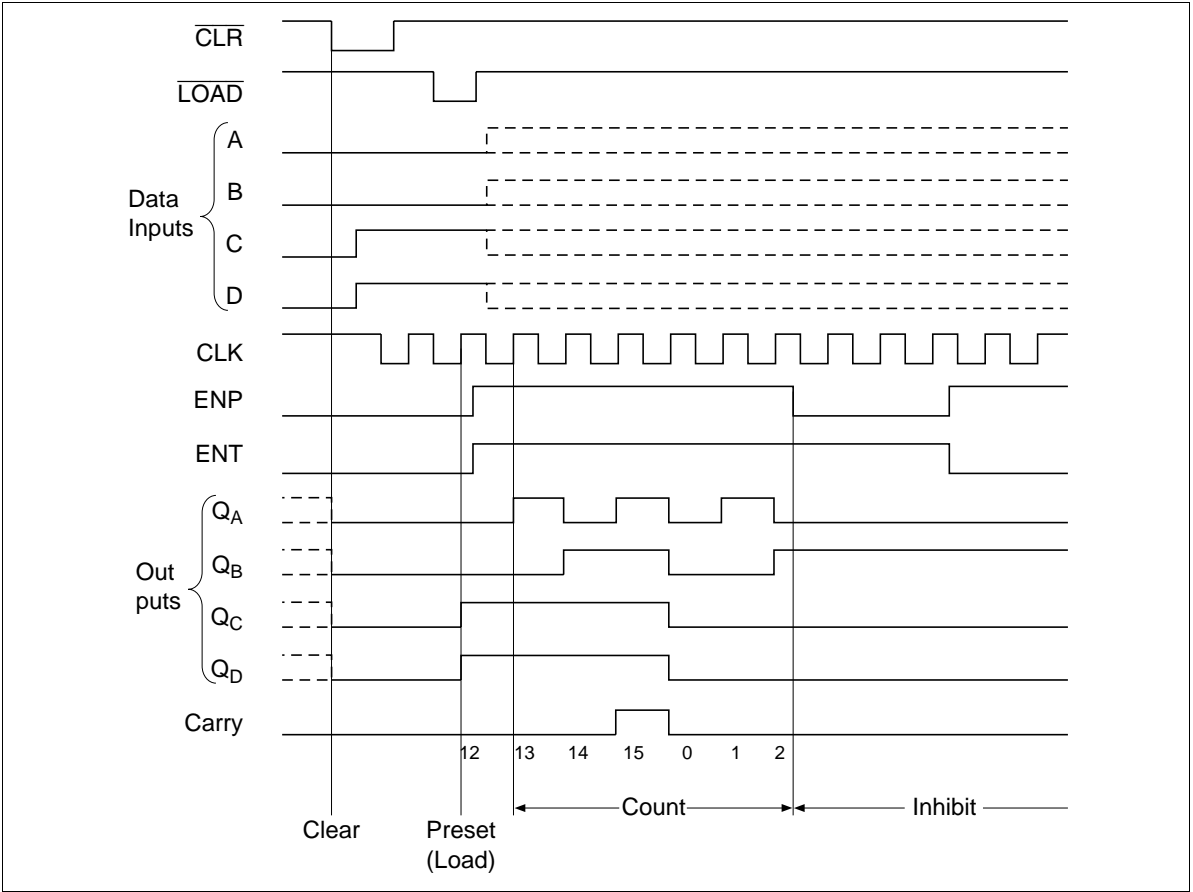 CLR
LOAD
A
B
Data
Inputs
C
D
CLK
ENP
ENT
QA
QB
Out
puts
QC
QD
Carry
12 13 14 15 0 1 2
Count
Inhibit
Clear
Preset
(Load)